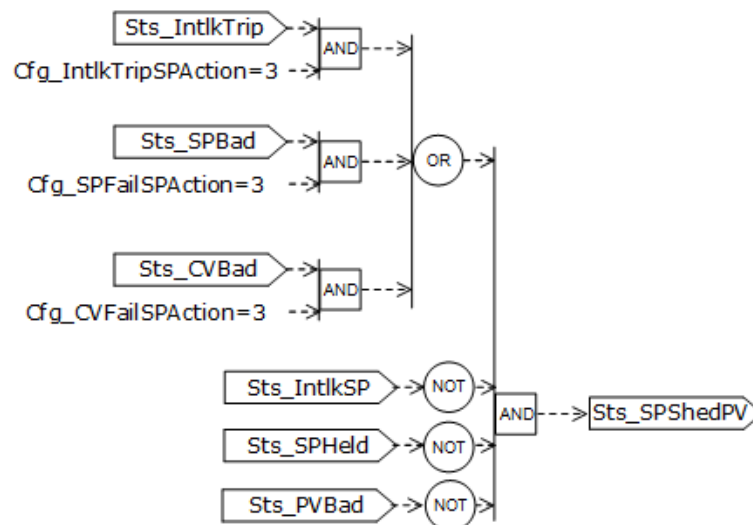 Sts_IntlkTrip
AND
Cfg_IntlkTripSPAction=3
Sts_SPBad
AND
OR
Cfg_SPFailSPAction=3
Sts_CVBad
AND
Cfg_CVFailSPAction=3
Sts_IntlkSP
NOT
AND
Sts_SPShedPV
Sts_SPHeld
NOT
Sts_PVBad
NOT